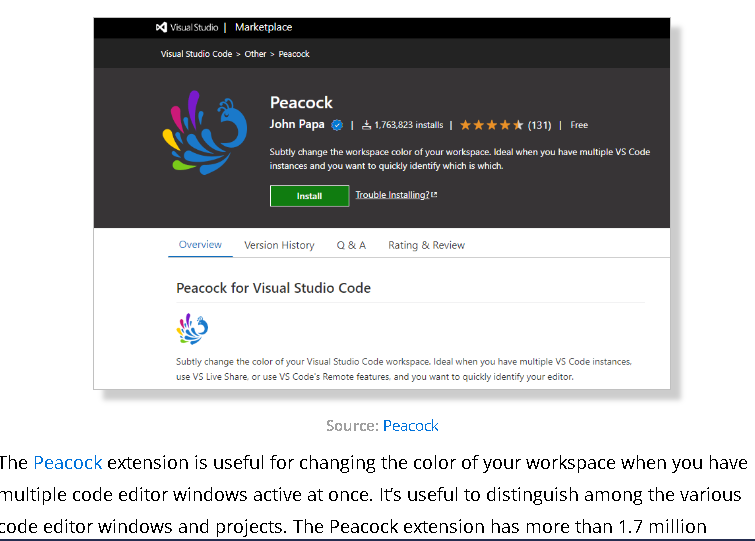 Visual Studio | Marketplace
Visual Studio Code > Other > Peacock
Peacock
John Papa | 1,763,823 installs | (131) | Free
Subtly change the workspace color of your workspace. Ideal when you have multiple VS Code
instances and you want to quickly identify which is which.
Install Trouble Installing?
Overview Version History Q & A Rating & Review
Peacock for Visual Studio Code
Subtly change the color of your Visual Studio Code workspace. Ideal when you have multiple VS Code instances,
use VS Live Share, or use VS Code's Remote features, and you want to quickly identify your editor.
Source: Peacock
The Peacock extension is useful for changing the color of your workspace when you have
multiple code editor windows active at once. It’s useful to distinguish among the various
code editor windows and projects. The Peacock extension has more than 1.7 million